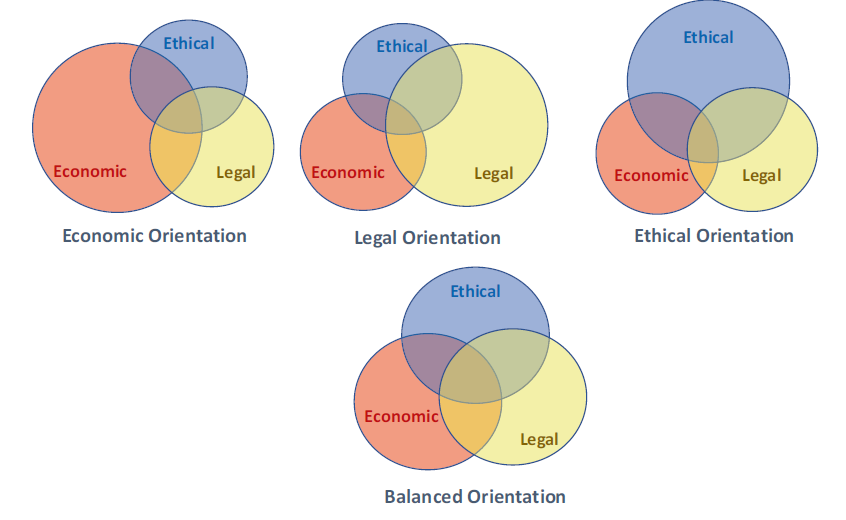 Ethical
Economic
Legal
Economic Orientation
Ethical
Economic
Legal
Legal Orientation
Ethical
Economic
Legal
Ethical Orientation
Ethical
Economic
Legal
Balanced Orientation